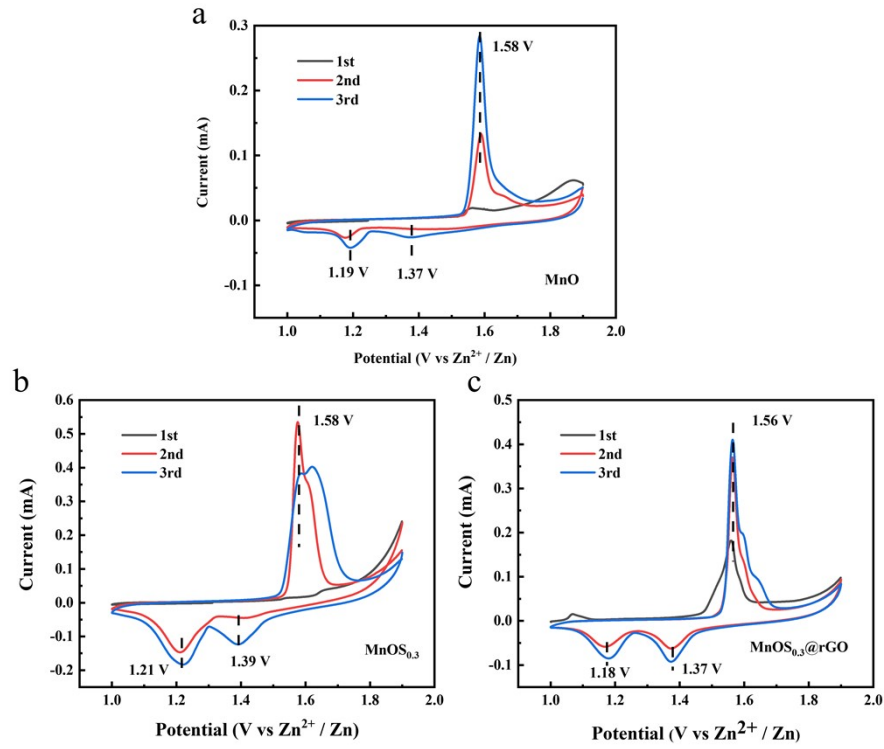 a
0.3
0.2
0.1
0.0
-0.1
Current (mA)
1st
2nd
3rd
1.58 V
1.19 V
1.37 V
MnO
1.0 1.2 1.4 1.6 1.8 2.0
Potential (V vs Zn²⁺ / Zn)
b
0.6
0.5
0.4
0.3
0.2
0.1
0.0
-0.1
-0.2
Current (mA)
1st
2nd
3rd
1.58 V
1.21 V
1.39 V
MnOS₀.₃
1.0 1.2 1.4 1.6 1.8 2.0
Potential (V vs Zn²⁺ / Zn)
c
0.5
0.4
0.3
0.2
0.1
0.0
-0.1
Current (mA)
1st
2nd
3rd
1.56 V
1.18 V
1.37 V
MnOS₀.₃@rGO
1.0 1.2 1.4 1.6 1.8 2.0
Potential (V vs Zn²⁺ / Zn)